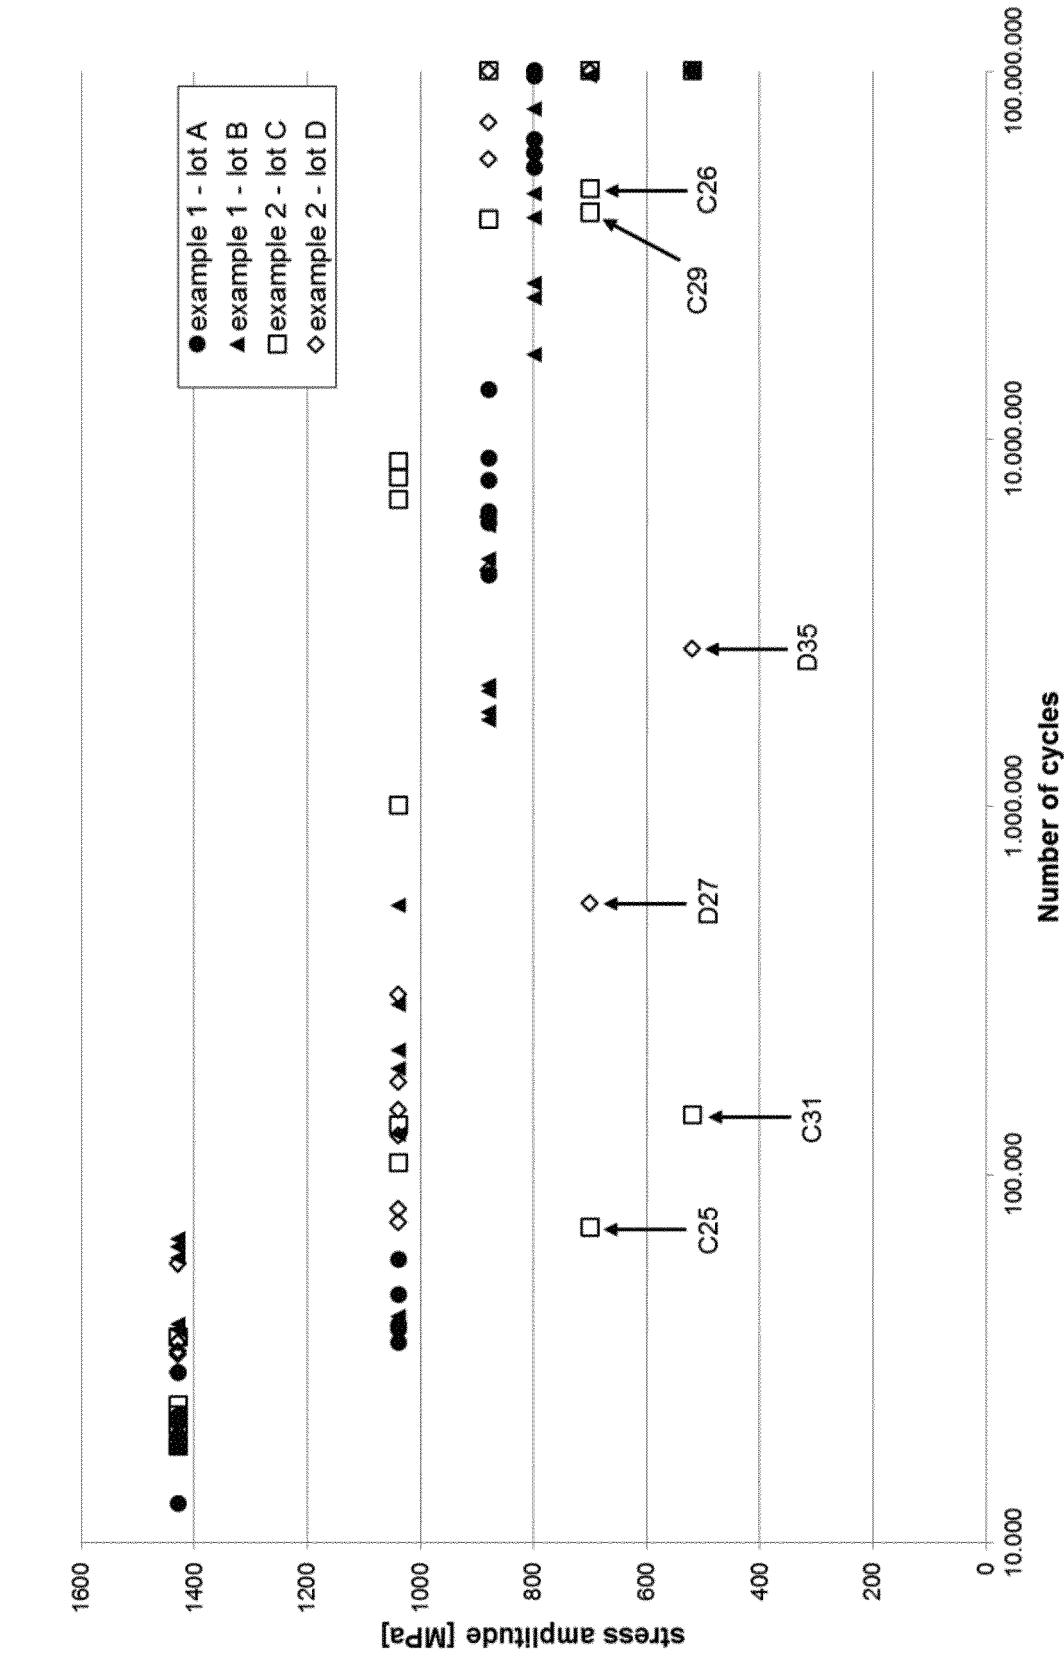 1600
1400
1200
1000
800
600
400
200
0
stress amplitude [MPa]
example 1 - lot A
example 1 - lot B
example 2 - lot C
example 2 - lot D
C25
C31
D27
D35
C29
C26
10.000
100.000
1.000.000
10.000.000
100.000.000
Number of cycles